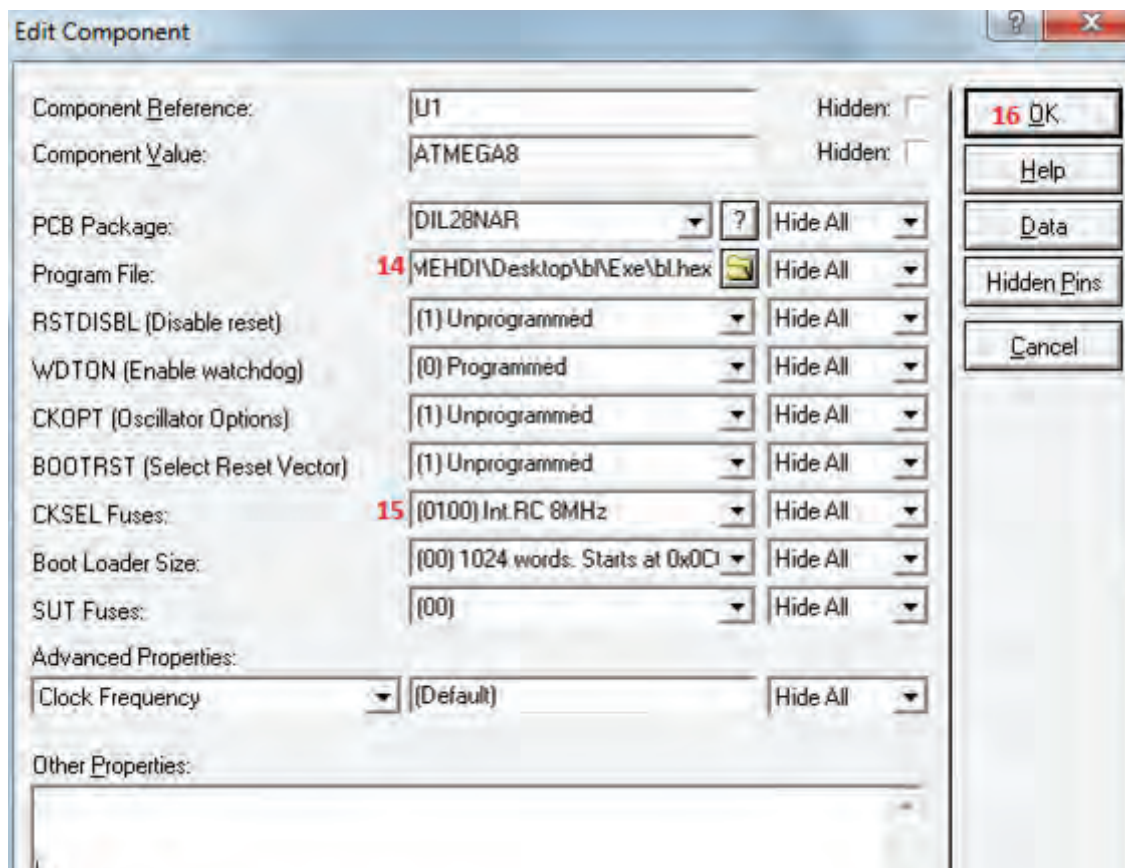 Edit Component
Component Reference: U1 Hidden:
Component Value: ATMEGA8 Hidden:
PCB Package: DIL28NAR ? Hide All
Program File: 14 MEHDI\Desktop\bl\Exe\bl.hex Hide All
RSTDISBL (Disable reset) (1) Unprogrammed Hide All
WDTON (Enable watchdog) (0) Programmed Hide All
CKOPT (Oscillator Options) (1) Unprogrammed Hide All
BOOTRST (Select Reset Vector) (1) Unprogrammed Hide All
CKSEL Fuses: 15 (0100) Int.RC 8MHz Hide All
Boot Loader Size: (00) 1024 words. Starts at 0x0C Hide All
SUT Fuses: (00) Hide All
Advanced Properties:
Clock Frequency (Default) Hide All
Other Properties:
? X
16 OK
Help
Data
Hidden Pins
Cancel